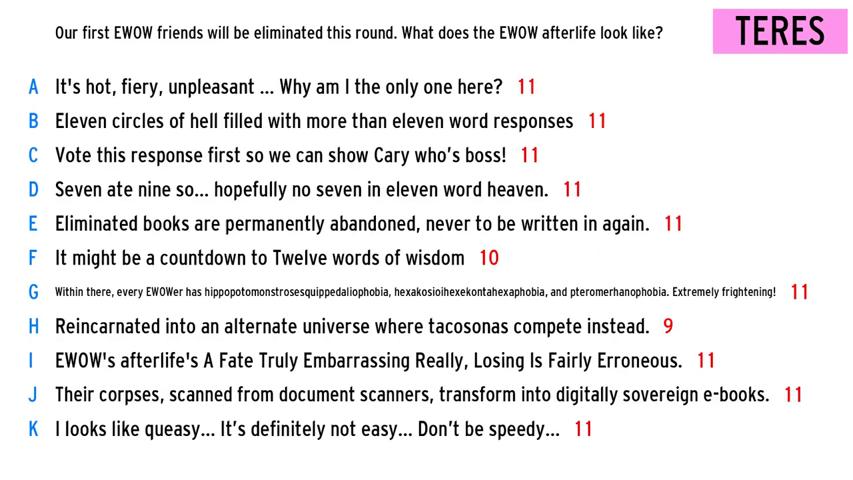 Our first EWOW friends will be eliminated this round. What does the EWOW afterlife look like?
TERES
A It's hot, fiery, unpleasant ... Why am I the only one here? 11
B Eleven circles of hell filled with more than eleven word responses 11
C Vote this response first so we can show Cary who's boss! 11
D Seven ate nine so... hopefully no seven in eleven word heaven. 11
E Eliminated books are permanently abandoned, never to be written in again. 11
F It might be a countdown to Twelve words of wisdom 10
G Within there, every EWOWer has hippopotomonstrosesquippedaliophobia, hexakosioihexekontahexaphobia, and pteromerhanophobia. Extremely frightening! 11
H Reincarnated into an alternate universe where tacosonas compete instead. 9
I EWOW's afterlife's A Fate Truly Embarrassing Really, Losing Is Fairly Erroneous. 11
J Their corpses, scanned from document scanners, transform into digitally sovereign e-books. 11
K I looks like queasy... It's definitely not easy... Don't be speedy... 11